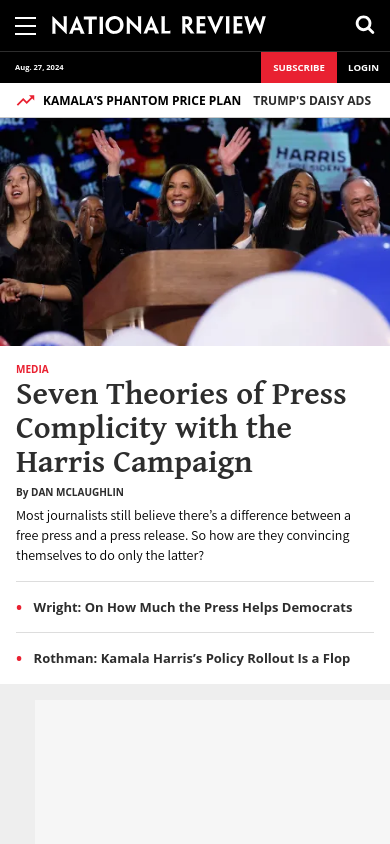 NATIONAL REVIEW
Aug. 27, 2024
SUBSCRIBE
LOGIN
KAMALA’S PHANTOM PRICE PLAN
TRUMP'S DAISY ADS
HARRIS
PRESIDENT
MEDIA
Seven Theories of Press
Complicity with the
Harris Campaign
By DAN MCLAUGHLIN
Most journalists still believe there’s a difference between a
free press and a press release. So how are they convincing
themselves to do only the latter?
Wright: On How Much the Press Helps Democrats
Rothman: Kamala Harris’s Policy Rollout Is a Flop